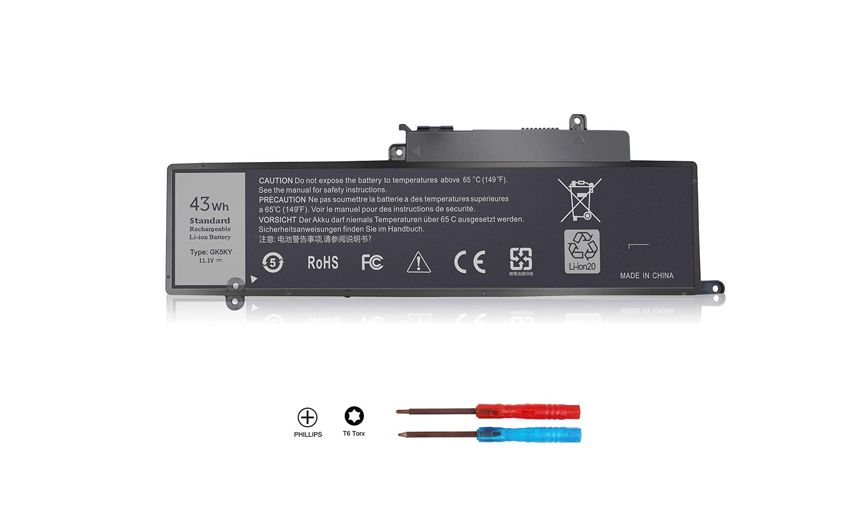 43Wh
Standard
Rechargeable
Li-ion Battery
Type: GK5KY
11.1V
CAUTION Do not expose the battery to temperatures above 65°C (149°F).
See the manual for safety instructions.
PRÉCAUTION Ne pas soumettre la batterie a des temperatures superieures
a 65°C (149°F). Voir le manuel pour des instructions de sécurité.
VORSICHT Der Akku darf niemals Temperaturen über 65 C ausgesetzt werden.
Sicherheitsanweisungen finden Sie im Handbuch.
注意: 电池警告事项,请参阅说明书?
5
RoHS
FC
CE
Li-ion20
MADE IN CHINA
PHILLIPS
T6 Torx